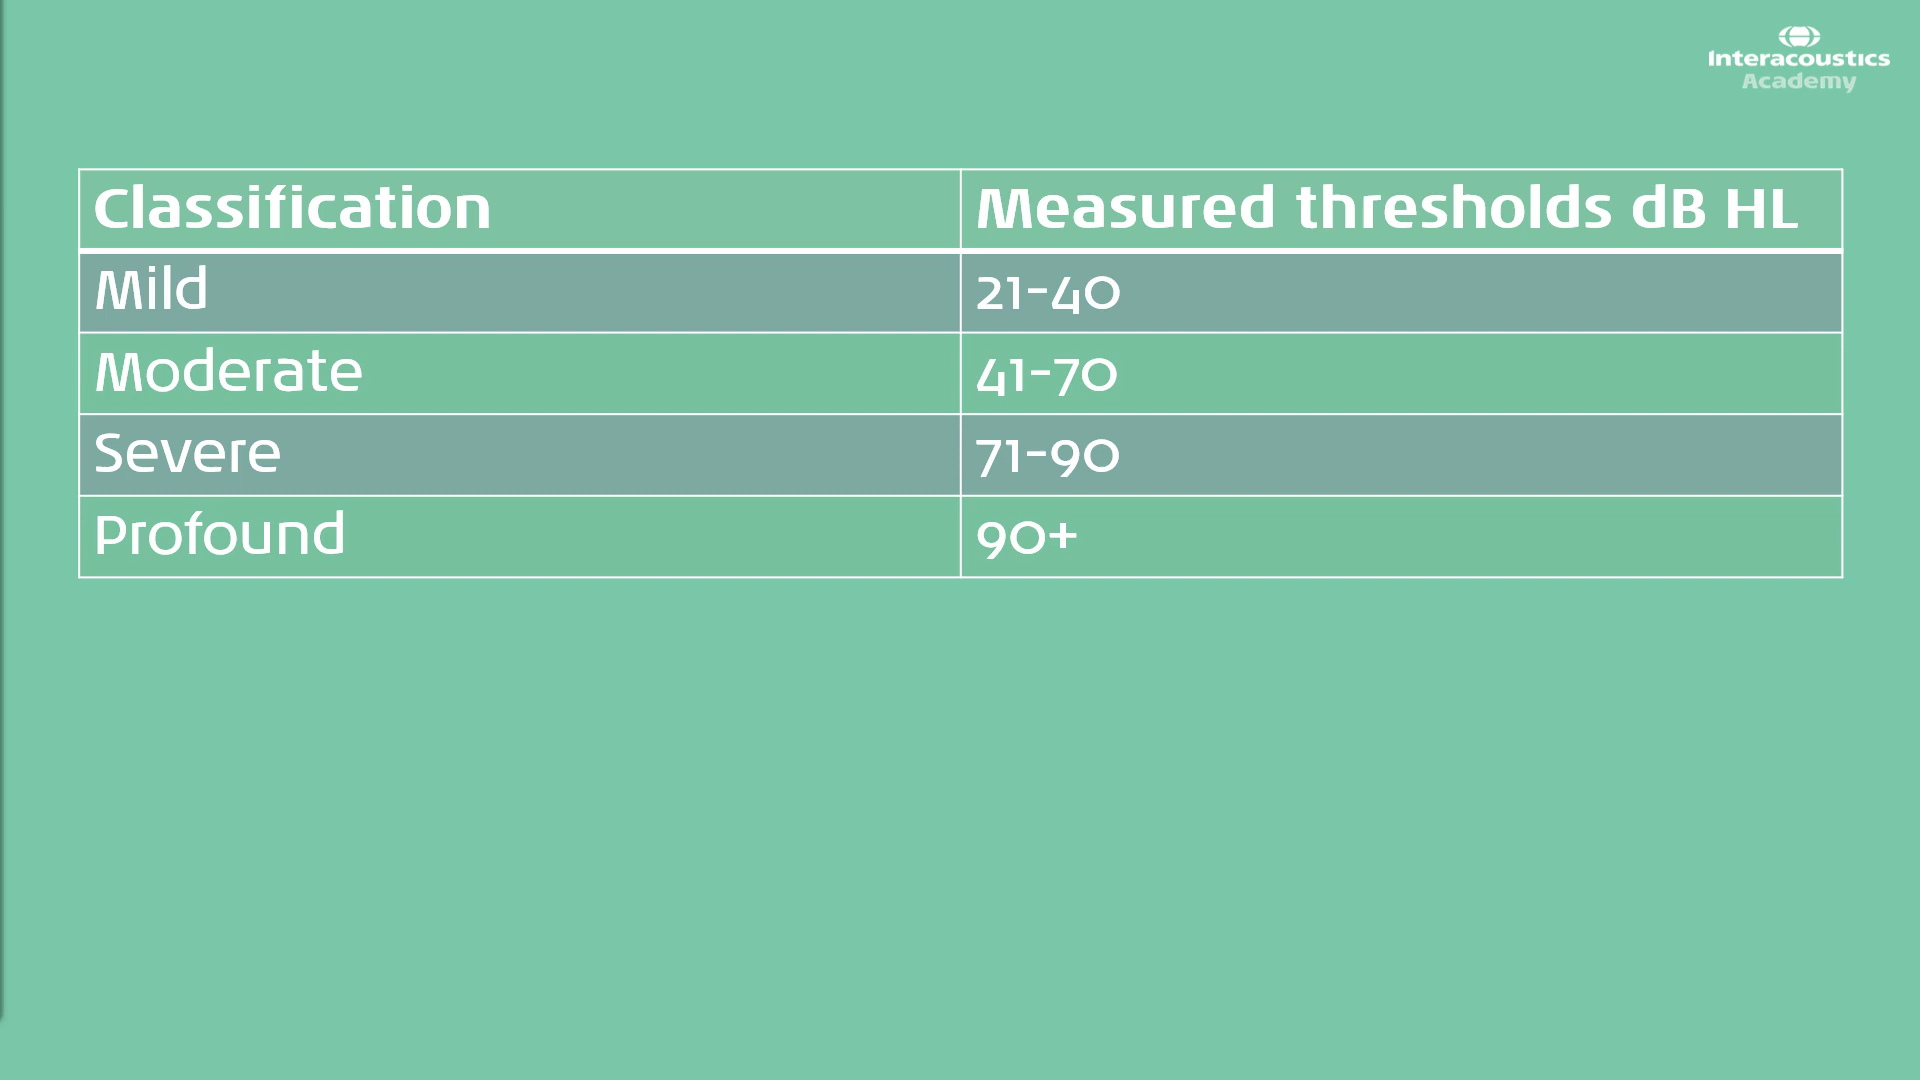 Interacoustics
Academy
Classification Measured thresholds dB HL
Mild 21-40
Moderate 41-70
Severe 71-90
Profound 90+